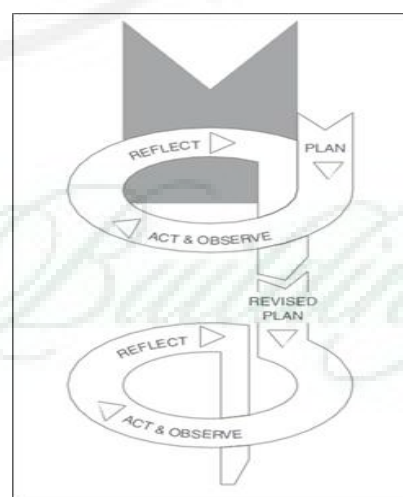 REFLECT
PLAN
ACT & OBSERVE
REVISED
PLAN
REFLECT
ACT & OBSERVE